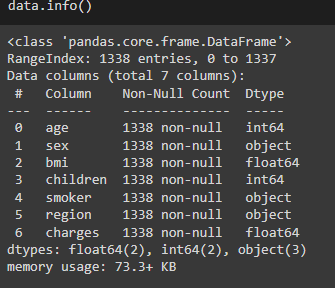 data.info()
<class 'pandas.core.frame.DataFrame'>
RangeIndex: 1338 entries, 0 to 1337
Data columns (total 7 columns):
 #   Column    Non-Null Count  Dtype
---  ------    --------------  -----
 0   age       1338 non-null   int64
 1   sex       1338 non-null   object
 2   bmi       1338 non-null   float64
 3   children  1338 non-null   int64
 4   smoker    1338 non-null   object
 5   region    1338 non-null   object
 6   charges   1338 non-null   float64
dtypes: float64(2), int64(2), object(3)
memory usage: 73.3+ KB